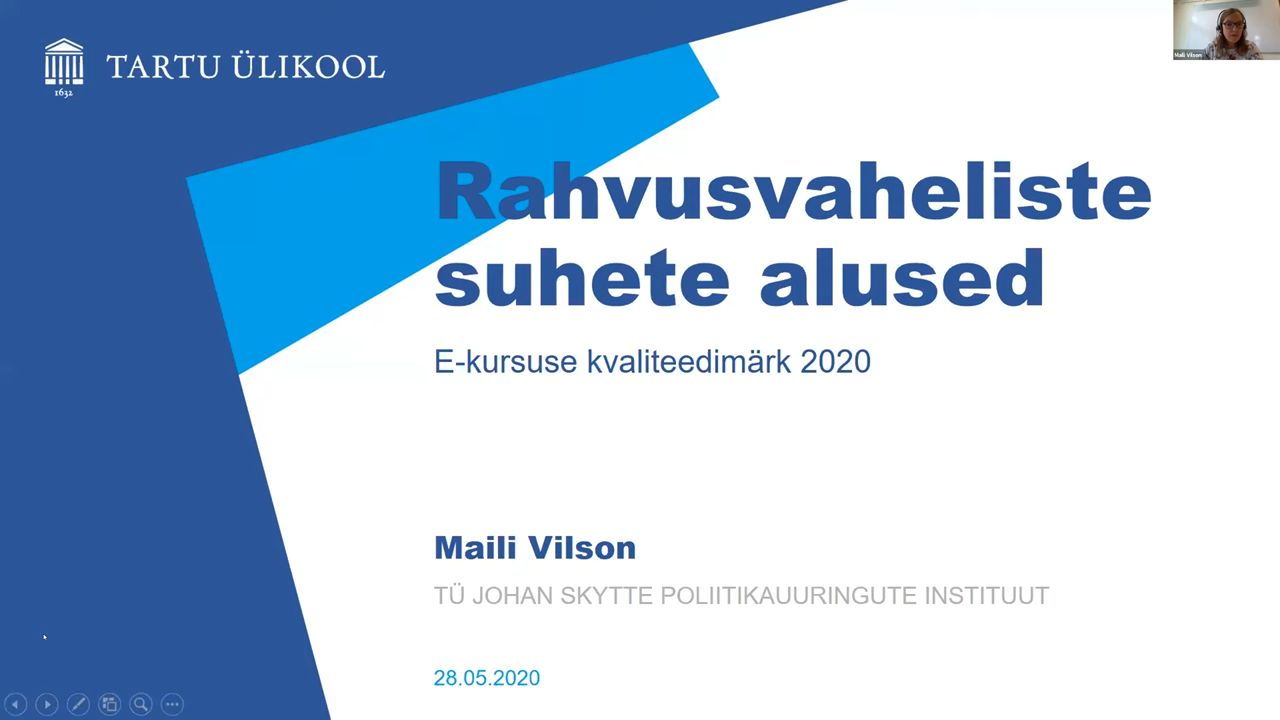 TARTU ÜLIKOOL
1632
Maili Vilson
Rahvusvaheliste
suhete alused
E-kursuse kvaliteedimärk 2020
Maili Vilson
TÜ JOHAN SKYTTE POLIITIKAUURINGUTE INSTITUUT
28.05.2020